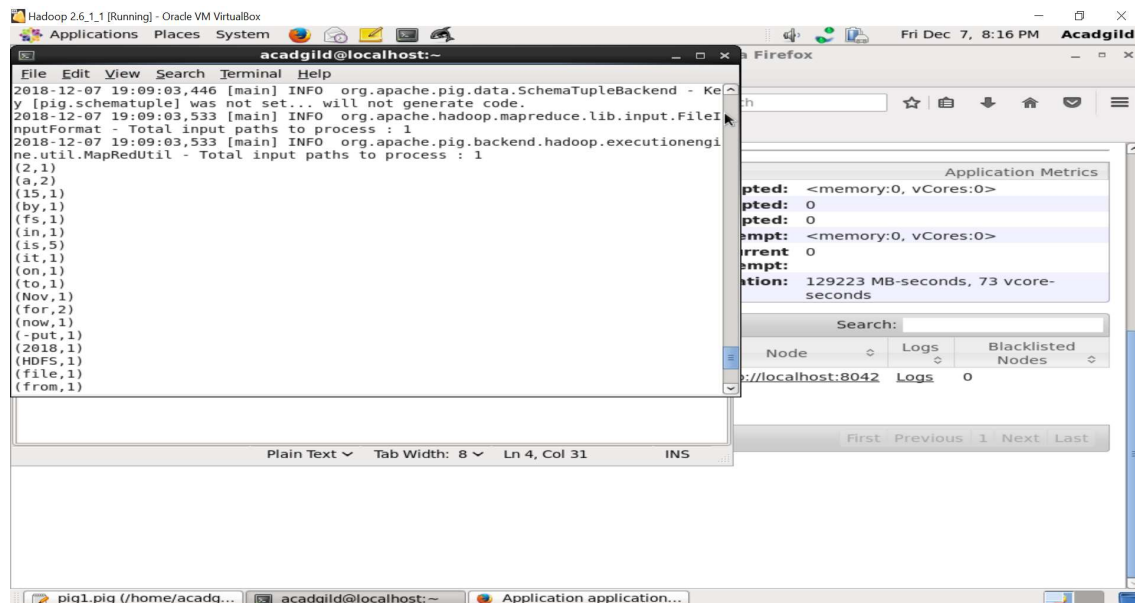 Hadoop 2.6_1_1 [Running] - Oracle VM VirtualBox
Applications Places System
Fri Dec 7, 8:16 PM Acadgild
acadgild@localhost:~
File Edit View Search Terminal Help
2018-12-07 19:09:03,446 [main] INFO org.apache.pig.data.SchemaTupleBackend - Ke
y [pig.schematuple] was not set... will not generate code.
2018-12-07 19:09:03,533 [main] INFO org.apache.hadoop.mapreduce.lib.input.FileI
nputFormat - Total input paths to process : 1
2018-12-07 19:09:03,533 [main] INFO org.apache.pig.backend.hadoop.executionengi
ne.util.MapRedUtil - Total input paths to process : 1
(2,1)
(a,2)
(15,1)
(by,1)
(fs,1)
(in,1)
(is,5)
(it,1)
(on,1)
(to,1)
(Nov,1)
(for,2)
(now,1)
(-put,1)
(2018,1)
(HDFS,1)
(file,1)
(from,1)
a Firefox
ch
Application Metrics
pted: <memory:0, vCores:0>
pted: 0
pted: 0
empt: <memory:0, vCores:0>
urrent 0
empt:
ation: 129223 MB-seconds, 73 vcore-
seconds
Search:
Node Logs Blacklisted
Nodes
://localhost:8042 Logs 0
First Previous 1 Next Last
Plain Text Tab Width: 8 Ln 4, Col 31 INS
pig1.pig (/home/acadg... acadgild@localhost:~ Application application...